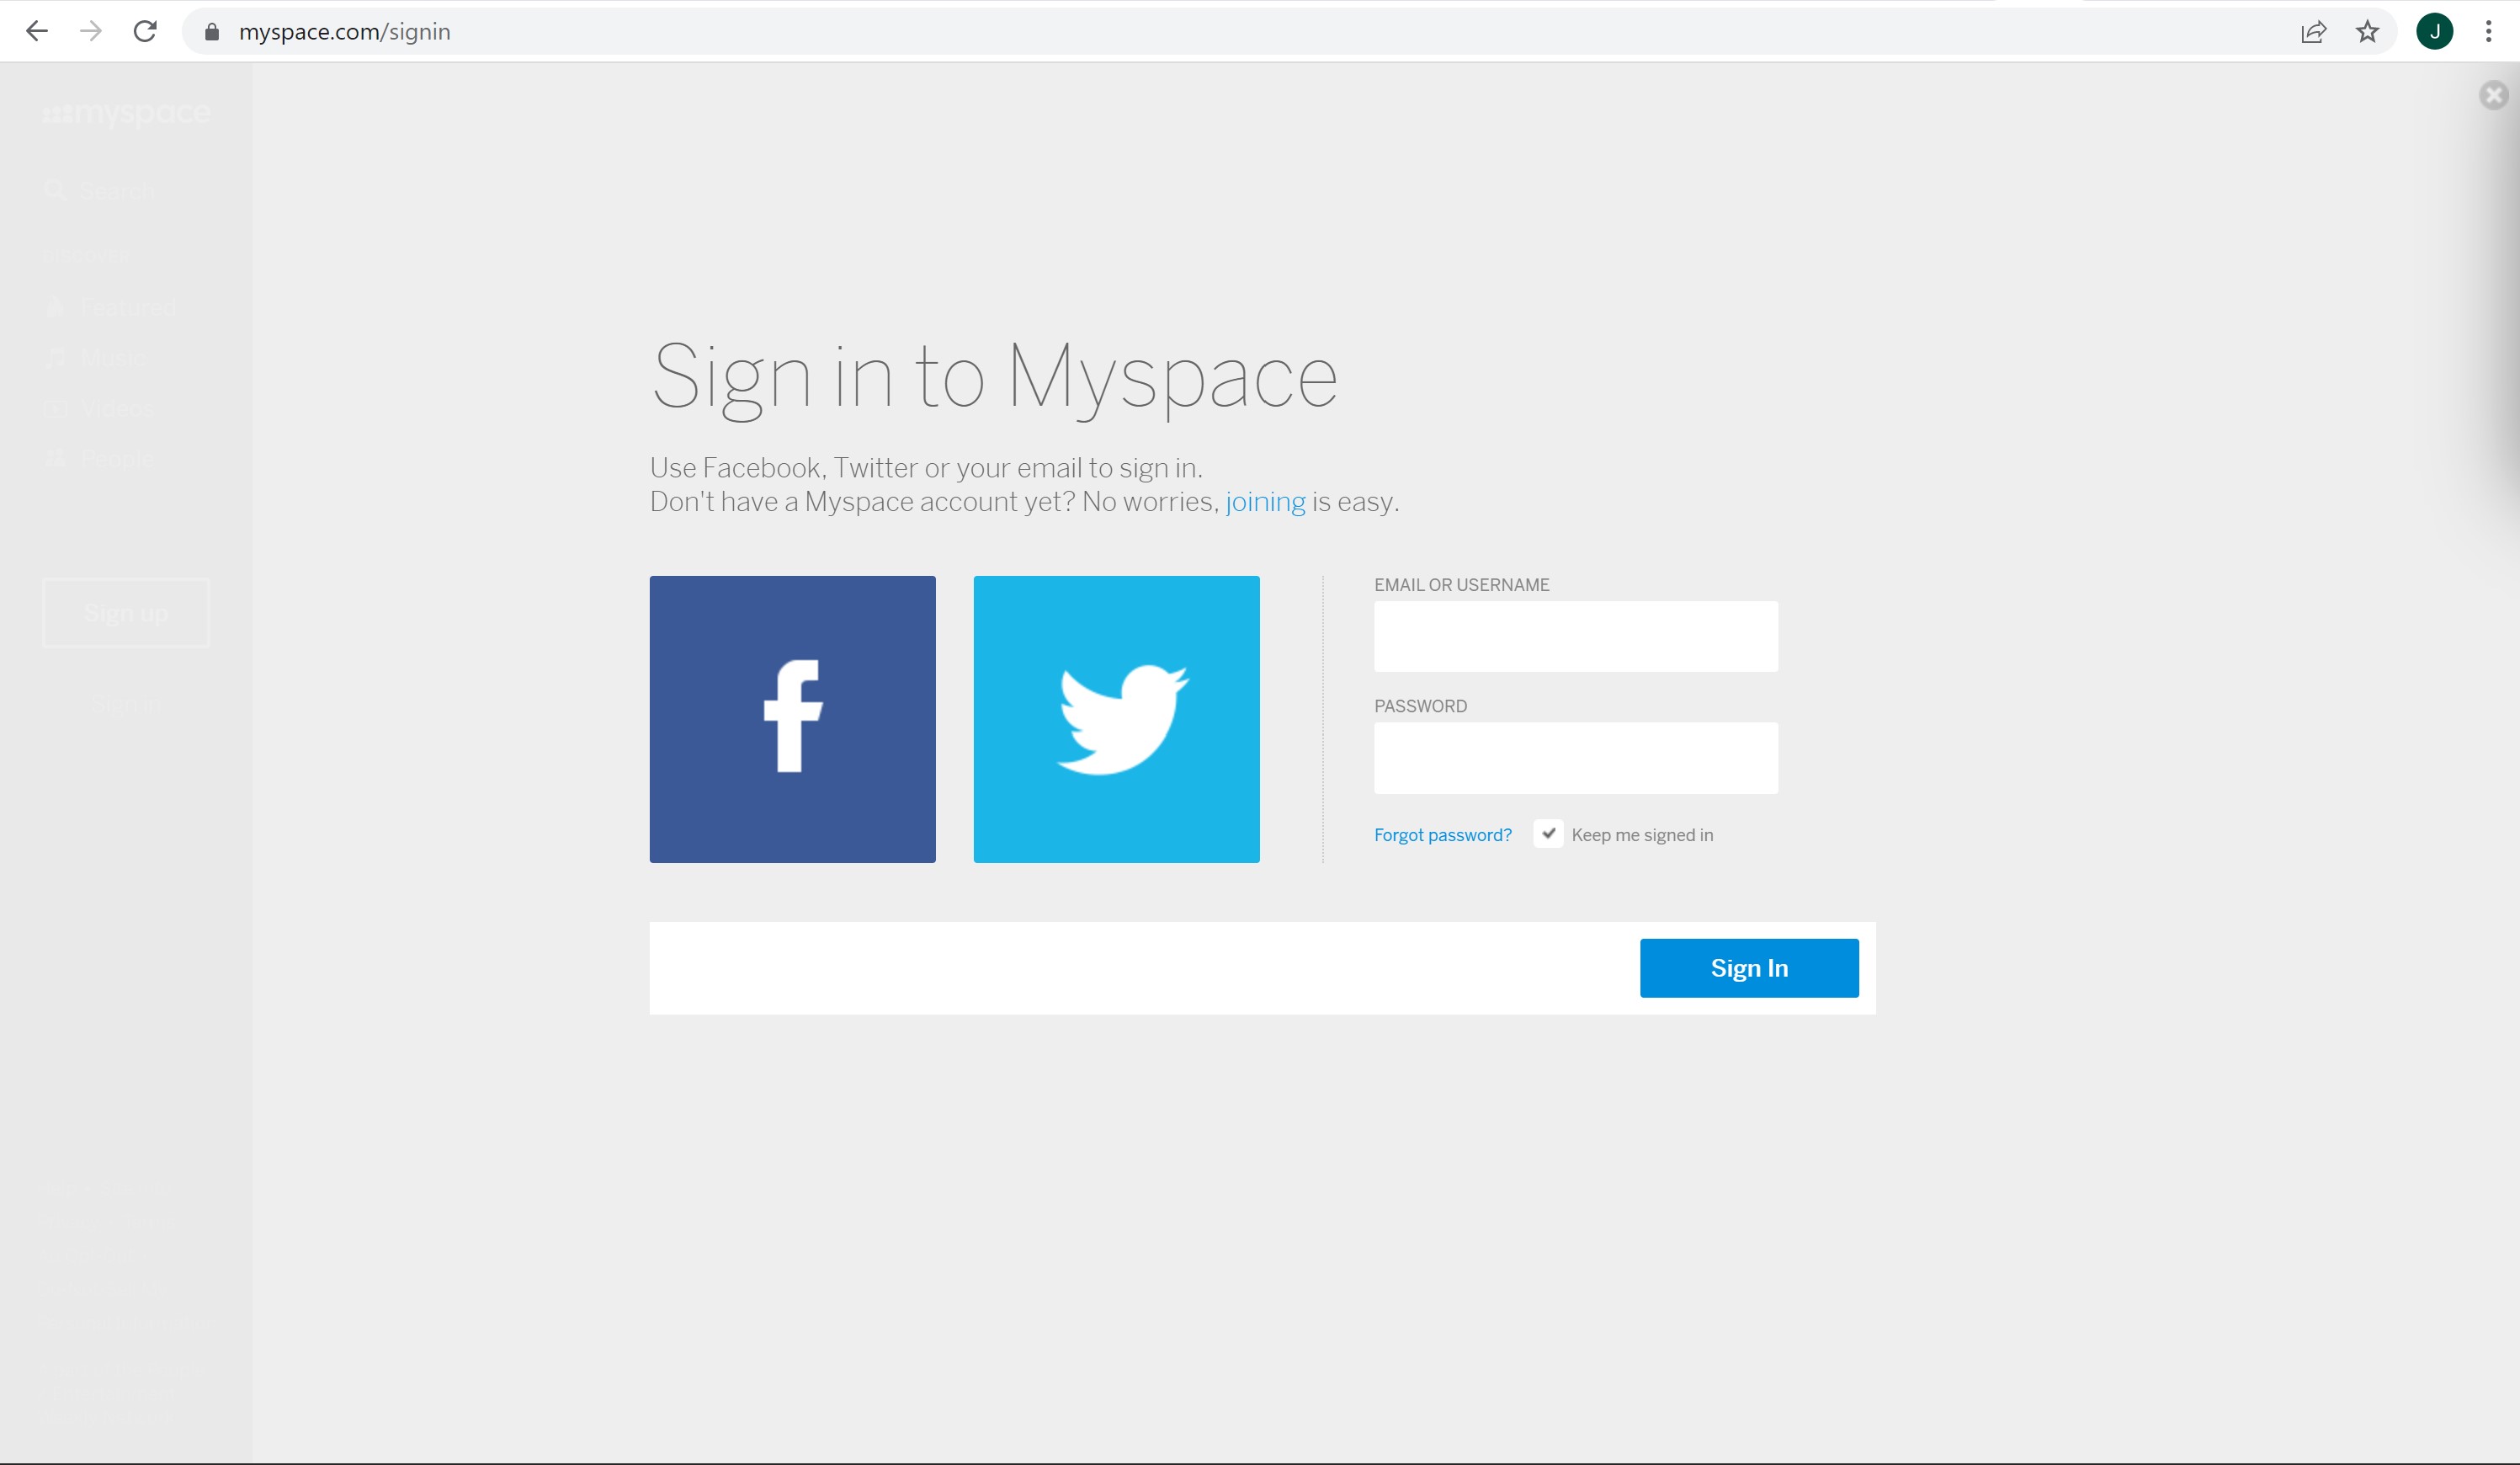 myspace.com/signin
J
myspace
Search
Featured
Music
Videos
People
Sign up
Sign in
Sign in to Myspace
Use Facebook, Twitter or your email to sign in.
Don't have a Myspace account yet? No worries, joining is easy.
f
EMAIL OR USERNAME
PASSWORD
Forgot password?
Keep me signed in
Sign In